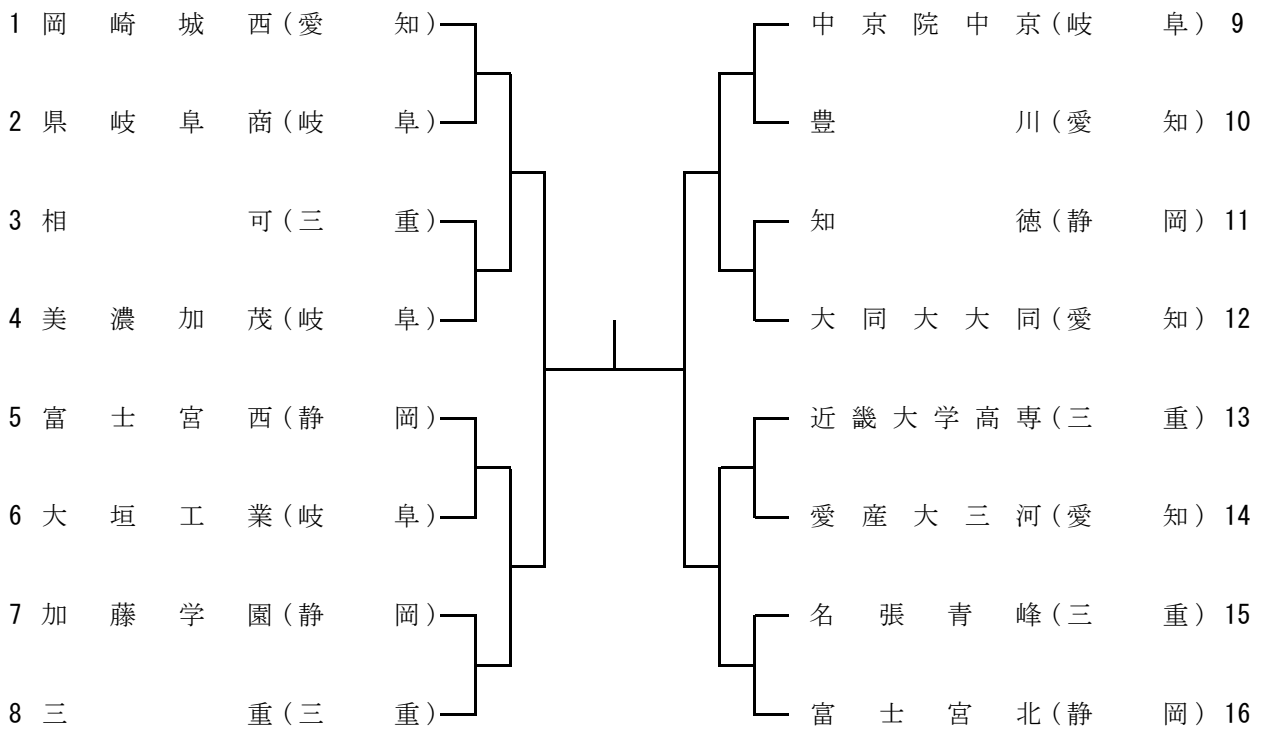 1 岡崎城西(愛知)
2 県岐阜商(岐阜)
3 相可(三重)
4 美濃加茂(岐阜)
5 富士宮西(静岡)
6 大垣工業(岐阜)
7 加藤学園(静岡)
8 三重(三重)
中京院中京(岐阜) 9
豊川(愛知) 10
知徳(静岡) 11
大同大大同(愛知) 12
近畿大学高専(三重) 13
愛産大三河(愛知) 14
名張青峰(三重) 15
富士宮北(静岡) 16